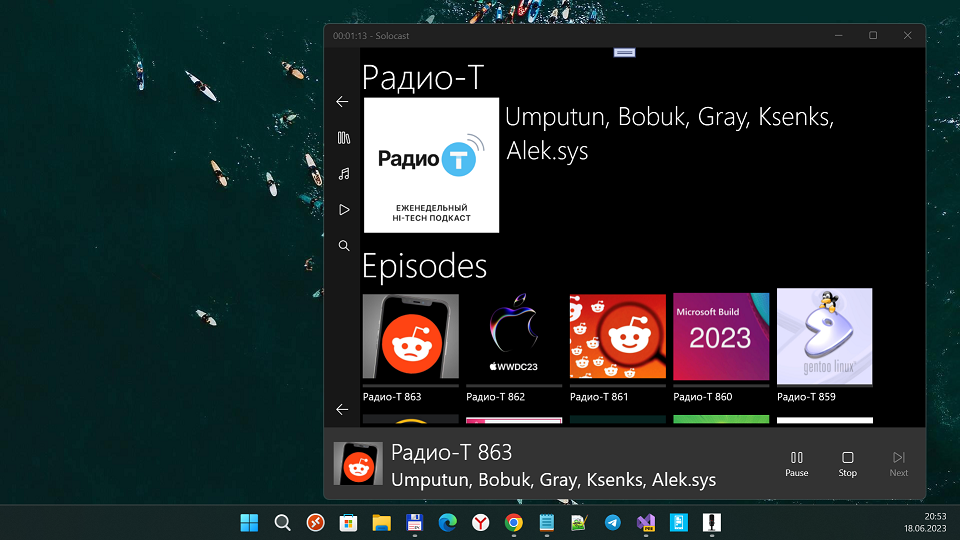 00:01:13 - Solocast
Радио-Т
Umputun, Bobuk, Gray, Ksenks,
Alek.sys
Радио Т
ЕЖЕНЕДЕЛЬНЫЙ
HI-TECH ПОДКАСТ
Episodes
WWDC23
Microsoft Build
2023
gentoo linux
Радио-Т 863
Радио-Т 862
Радио-Т 861
Радио-Т 860
Радио-Т 859
Радио-Т 863
Umputun, Bobuk, Gray, Ksenks, Alek.sys
Pause
Stop
Next
PRE
20:53
18.06.2023